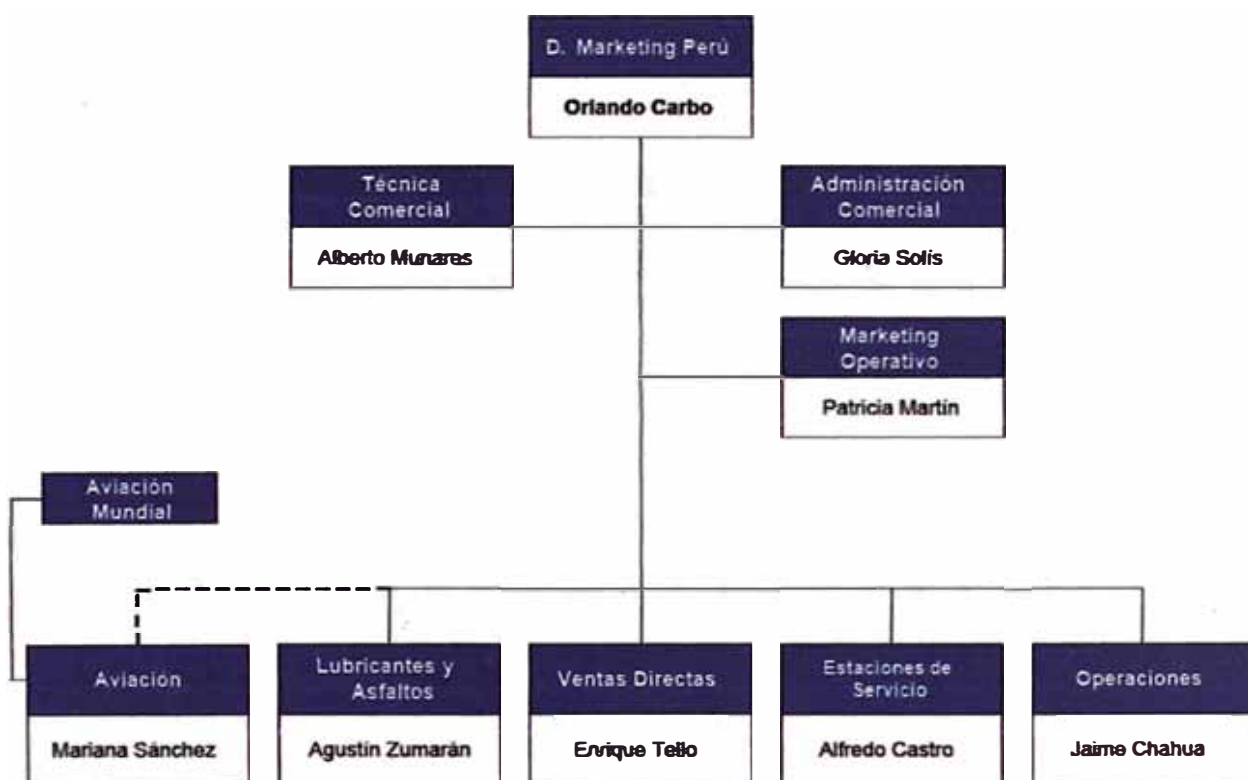 D. Marketing Perú
Orlando Carbo
Técnica
Comercial
Alberto Munares
Administración
Comercial
Gloria Solís
Marketing
Operativo
Patricia Martín
Aviación
Mundial
Aviación
Mariana Sánchez
Lubricantes y
Asfaltos
Agustín Zumarán
Ventas Directas
Enrique Tello
Estaciones de
Servicio
Alfredo Castro
Operaciones
Jaime Chahua